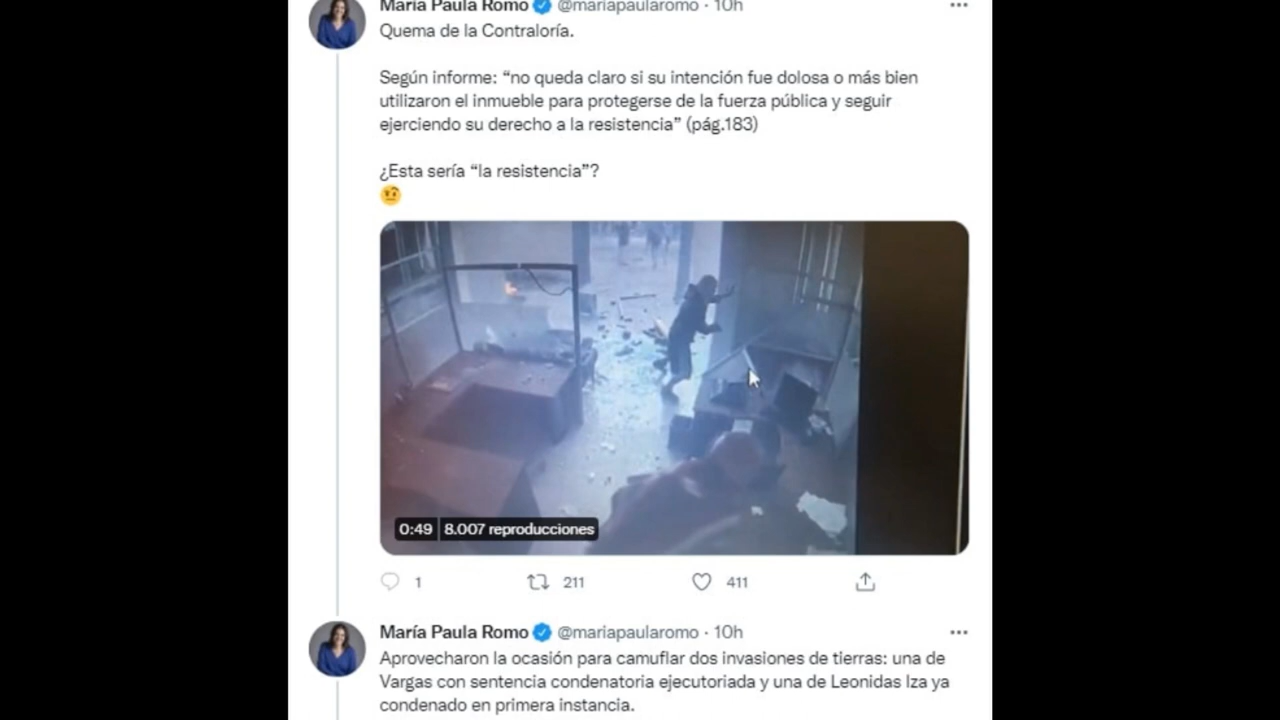 María Paula Romo @mariapaularomo · 10h
Quema de la Contraloría.
Según informe: “no queda claro si su intención fue dolosa o más bien
utilizaron el inmueble para protegerse de la fuerza pública y seguir
ejerciendo su derecho a la resistencia” (pág.183)
¿Esta sería “la resistencia”?
0:49 8.007 reproducciones
1 211 411
María Paula Romo @mariapaularomo · 10h
Aprovecharon la ocasión para camuflar dos invasiones de tierras: una de
Vargas con sentencia condenatoria ejecutoriada y una de Leonidas Iza ya
condenado en primera instancia.